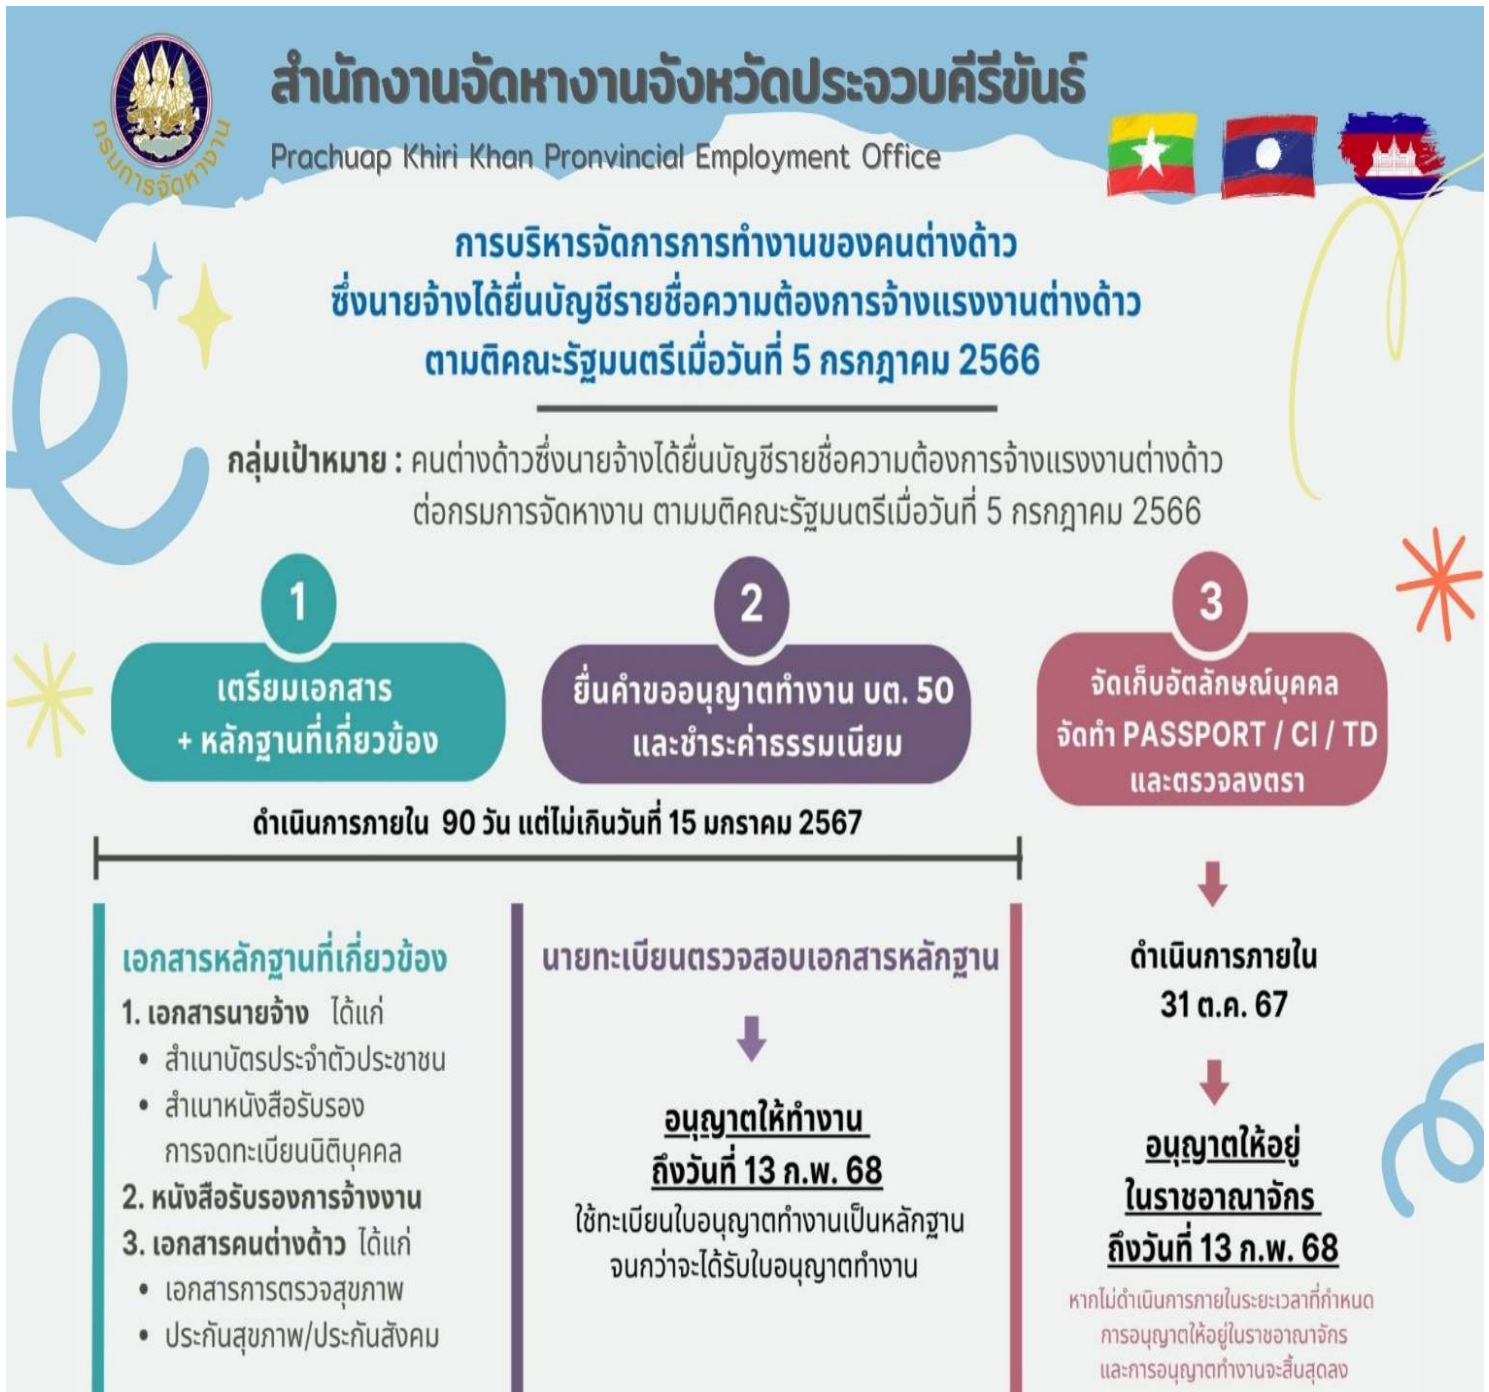 กรมการจัดหางาน
สำนักงานจัดหางานจังหวัดประจวบคีรีขันธ์
Prachuap Khiri Khan Pronvincial Employment Office
การบริหารจัดการการทำงานของคนต่างด้าว
ซึ่งนายจ้างได้ยื่นบัญชีรายชื่อความต้องการจ้างแรงงานต่างด้าว
ตามติคณะรัฐมนตรีเมื่อวันที่ 5 กรกฎาคม 2566
กลุ่มเป้าหมาย : คนต่างด้าวซึ่งนายจ้างได้ยื่นบัญชีรายชื่อความต้องการจ้างแรงงานต่างด้าว
ต่อกรมการจัดหางาน ตามมติคณะรัฐมนตรีเมื่อวันที่ 5 กรกฎาคม 2566
1
เตรียมเอกสาร
+ หลักฐานที่เกี่ยวข้อง
2
ยื่นคำขออนุญาตทำงาน บต. 50
และชำระค่าธรรมเนียม
3
จัดเก็บอัตลักษณ์บุคคล
จัดทำ PASSPORT / CI / TD
และตรวจลงตรา
ดำเนินการภายใน 90 วัน แต่ไม่เกินวันที่ 15 มกราคม 2567
เอกสารหลักฐานที่เกี่ยวข้อง
1. เอกสารนายจ้าง ได้แก่
• สำเนาบัตรประจำตัวประชาชน
• สำเนาหนังสือรับรอง
การจดทะเบียนนิติบุคคล
2. หนังสือรับรองการจ้างงาน
3. เอกสารคนต่างด้าว ได้แก่
• เอกสารการตรวจสุขภาพ
• ประกันสุขภาพ/ประกันสังคม
นายทะเบียนตรวจสอบเอกสารหลักฐาน
อนุญาตให้ทำงาน
ถึงวันที่ 13 ก.พ. 68
ใช้ทะเบียนใบอนุญาตทำงานเป็นหลักฐาน
จนกว่าจะได้รับใบอนุญาตทำงาน
ดำเนินการภายใน
31 ต.ค. 67
อนุญาตให้อยู่
ในราชอาณาจักร
ถึงวันที่ 13 ก.พ. 68
หากไม่ดำเนินการภายในระยะเวลาที่กำหนด
การอนุญาตให้อยู่ในราชอาณาจักร
และการอนุญาตทำงานจะสิ้นสุดลง